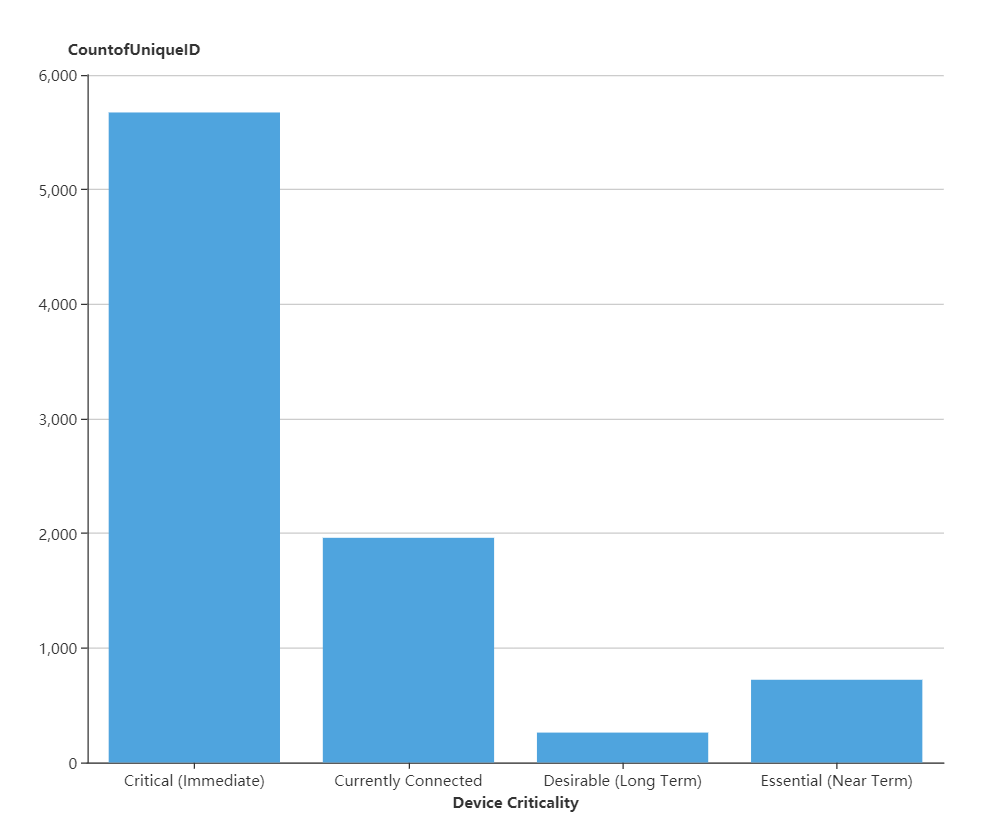 CountofUniqueID
6,000
5,000
4,000
3,000
2,000
1,000
0
Critical (Immediate) Currently Connected Desirable (Long Term) Essential (Near Term)
Device Criticality